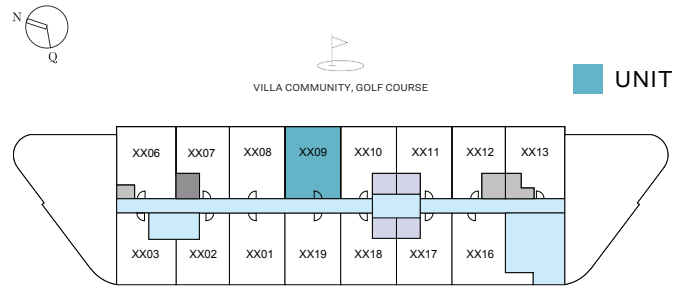 N
Q
VILLA COMMUNITY, GOLF COURSE
UNIT
XX06 XX07 XX08 XX09 XX10 XX11 XX12 XX13
XX03 XX02 XX01 XX19 XX18 XX17 XX16